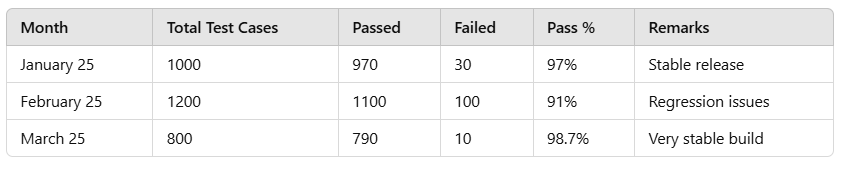 Month Total Test Cases Passed Failed Pass % Remarks
January 25 1000 970 30 97% Stable release
February 25 1200 1100 100 91% Regression issues
March 25 800 790 10 98.7% Very stable build